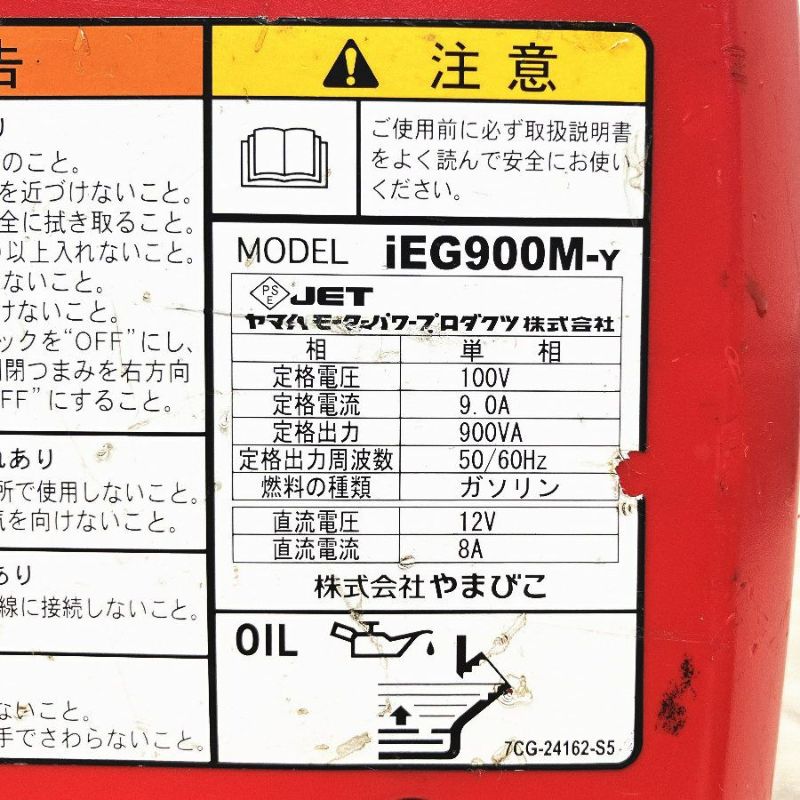 告
り
のこと。
を近づけないこと。
全に拭き取ること。
以上入れないこと。
ないこと。
けないこと。
ックを“OFF”にし、
閉つまみを右方向
FF”にすること。
れあり
所で使用しないこと。
気を向けないこと。
あり
線に接続しないこと。
ないこと。
手でさわらないこと。
注意
ご使用前に必ず取扱説明書
をよく読んで安全にお使い
ください。
MODEL iEG900M-Y
PSE JET
ヤマハモーターパワープロダクツ株式会社
相 単相
定格電圧 100V
定格電流 9.0A
定格出力 900VA
定格出力周波数 50/60Hz
燃料の種類 ガソリン
直流電圧 12V
直流電流 8A
株式会社やまびこ
OIL
7CG-24162-S5